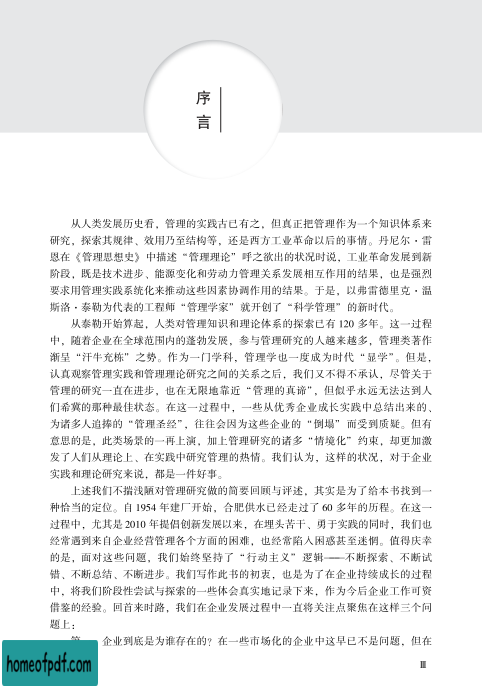 序
言
从人类发展历史看，管理的实践古已有之，但真正把管理作为一个知识体系来
研究，探索其规律、效用乃至结构等，还是西方工业革命以后的事情。丹尼尔·雷
恩在《管理思想史》中描述“管理理论”呼之欲出的状况时说，工业革命发展到新
阶段，既是技术进步、能源变化和劳动力管理关系发展相互作用的结果，也是强烈
要求用管理实践系统化来推动这些因素协调作用的结果。于是，以弗雷德里克·温
斯洛·泰勒为代表的工程师“管理学家”就开创了“科学管理”的新时代。
从泰勒开始算起，人类对管理知识和理论体系的探索已有 120 多年。这一过程
中，随着企业在全球范围内的蓬勃发展，参与管理研究的人越来越多，管理类著作
渐呈“汗牛充栋”之势。作为一门学科，管理学也一度成为时代“显学”。但是，
认真观察管理实践和管理理论研究之间的关系之后，我们又不得不承认，尽管关于
管理的研究一直在进步，也在无限地靠近“管理的真谛”，但似乎永远无法达到人
们希冀的那种最佳状态。在这一过程中，一些从优秀企业成长实践中总结出来的、
为诸多人追捧的“管理圣经”，往往会因为这些企业的“倒塌”而受到质疑。但有
意思的是，此类场景的一再上演，加上管理研究的诸多“情境化”约束，却更加激
发了人们从理论上、在实践中研究管理的热情。我们认为，这样的状况，对于企业
实践和理论研究来说，都是一件好事。
上述我们不揣浅陋对管理研究做的简要回顾与评述，其实是为了给本书找到一
种恰当的定位。自 1954 年建厂开始，合肥供水已经走过了 60 多年的历程。在这一
过程中，尤其是 2010 年提倡创新发展以来，在埋头苦干、勇于实践的同时，我们也
经常遇到来自企业经营管理各个方面的困难，也经常陷入困惑甚至迷惘。值得庆幸
的是，面对这些问题，我们始终坚持了“行动主义”逻辑——不断探索、不断试
错、不断总结、不断进步。我们写作此书的初衷，也是为了在企业持续成长的过程
中，将我们阶段性尝试与探索的一些体会真实地记录下来，作为今后企业工作可资
借鉴的经验。回首来时路，我们在企业发展过程中一直将关注点聚焦在这样三个问
题上：
企业到底是为谁存在的？在一些市场化的企业中这早已不是问题，但在
Ⅲ
homeofpdf.com